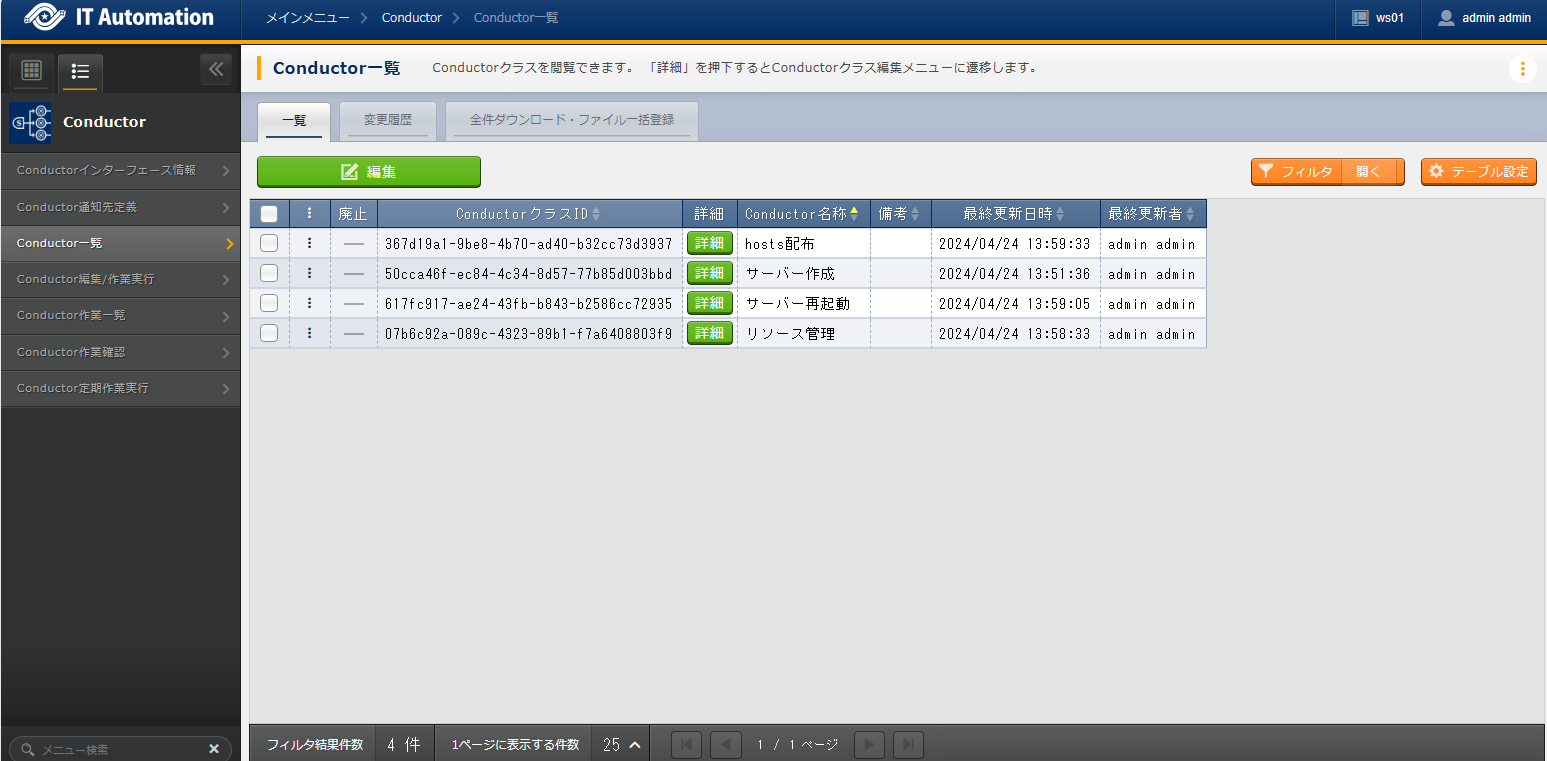 IT Automation
メインメニュー > Conductor > Conductor一覧
ws01
admin admin
Conductor
Conductorインターフェース情報
Conductor通知先定義
Conductor一覧
Conductor編集/作業実行
Conductor作業一覧
Conductor作業確認
Conductor定期作業実行
メニュー検索
Conductor一覧 Conductorクラスを閲覧できます。 「詳細」を押下するとConductorクラス編集メニューに遷移します。
一覧 変更履歴 全件ダウンロード・ファイル一括登録
編集 フィルタ 開く テーブル設定
廃止 ConductorクラスID 詳細 Conductor名称 備考 最終更新日時 最終更新者
367d19a1-9be8-4b70-ad40-b32cc73d3937 詳細 hosts配布 2024/04/24 13:59:33 admin admin
50cca46f-ec84-4c34-8d57-77b85d003bbd 詳細 サーバー作成 2024/04/24 13:51:36 admin admin
617fc917-ae24-43fb-b843-b2586cc72935 詳細 サーバー再起動 2024/04/24 13:59:05 admin admin
07b6c92a-089c-4323-89b1-f7a6408803f9 詳細 リソース管理 2024/04/24 13:58:33 admin admin
フィルタ結果件数 4 件 1ページに表示する件数 25 1 / 1 ページ